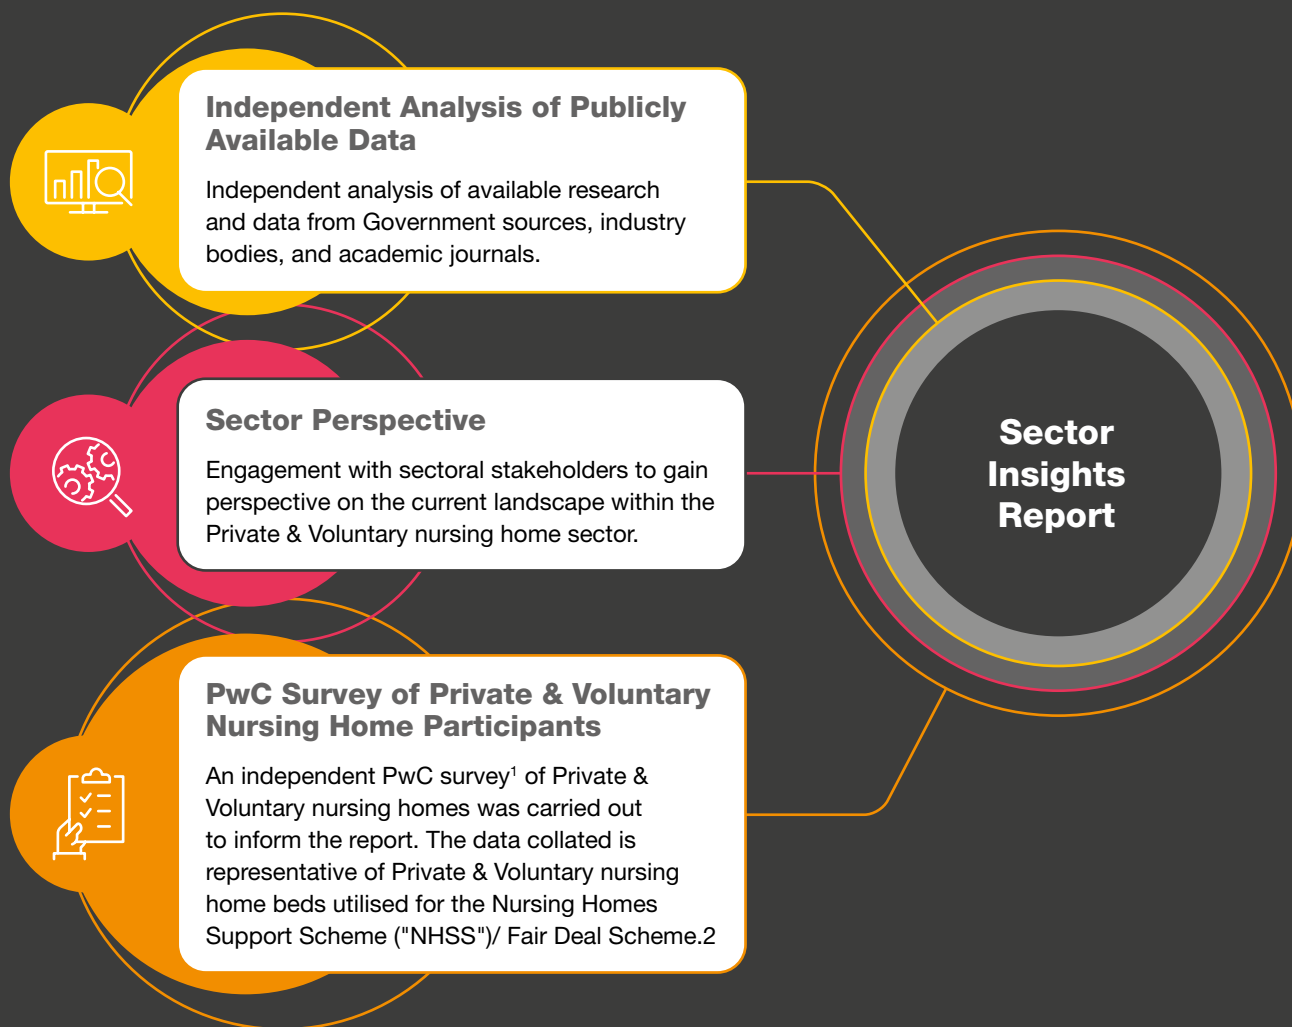 Independent Analysis of Publicly
Available Data
Independent analysis of available research
and data from Government sources, industry
bodies, and academic journals.
Sector Perspective
Engagement with sectoral stakeholders to gain
perspective on the current landscape within the
Private & Voluntary nursing home sector.
PwC Survey of Private & Voluntary
Nursing Home Participants
An independent PwC survey¹ of Private &
Voluntary nursing homes was carried out
to inform the report. The data collated is
representative of Private & Voluntary nursing
home beds utilised for the Nursing Homes
Support Scheme ("NHSS")/ Fair Deal Scheme.2
Sector
Insights
Report